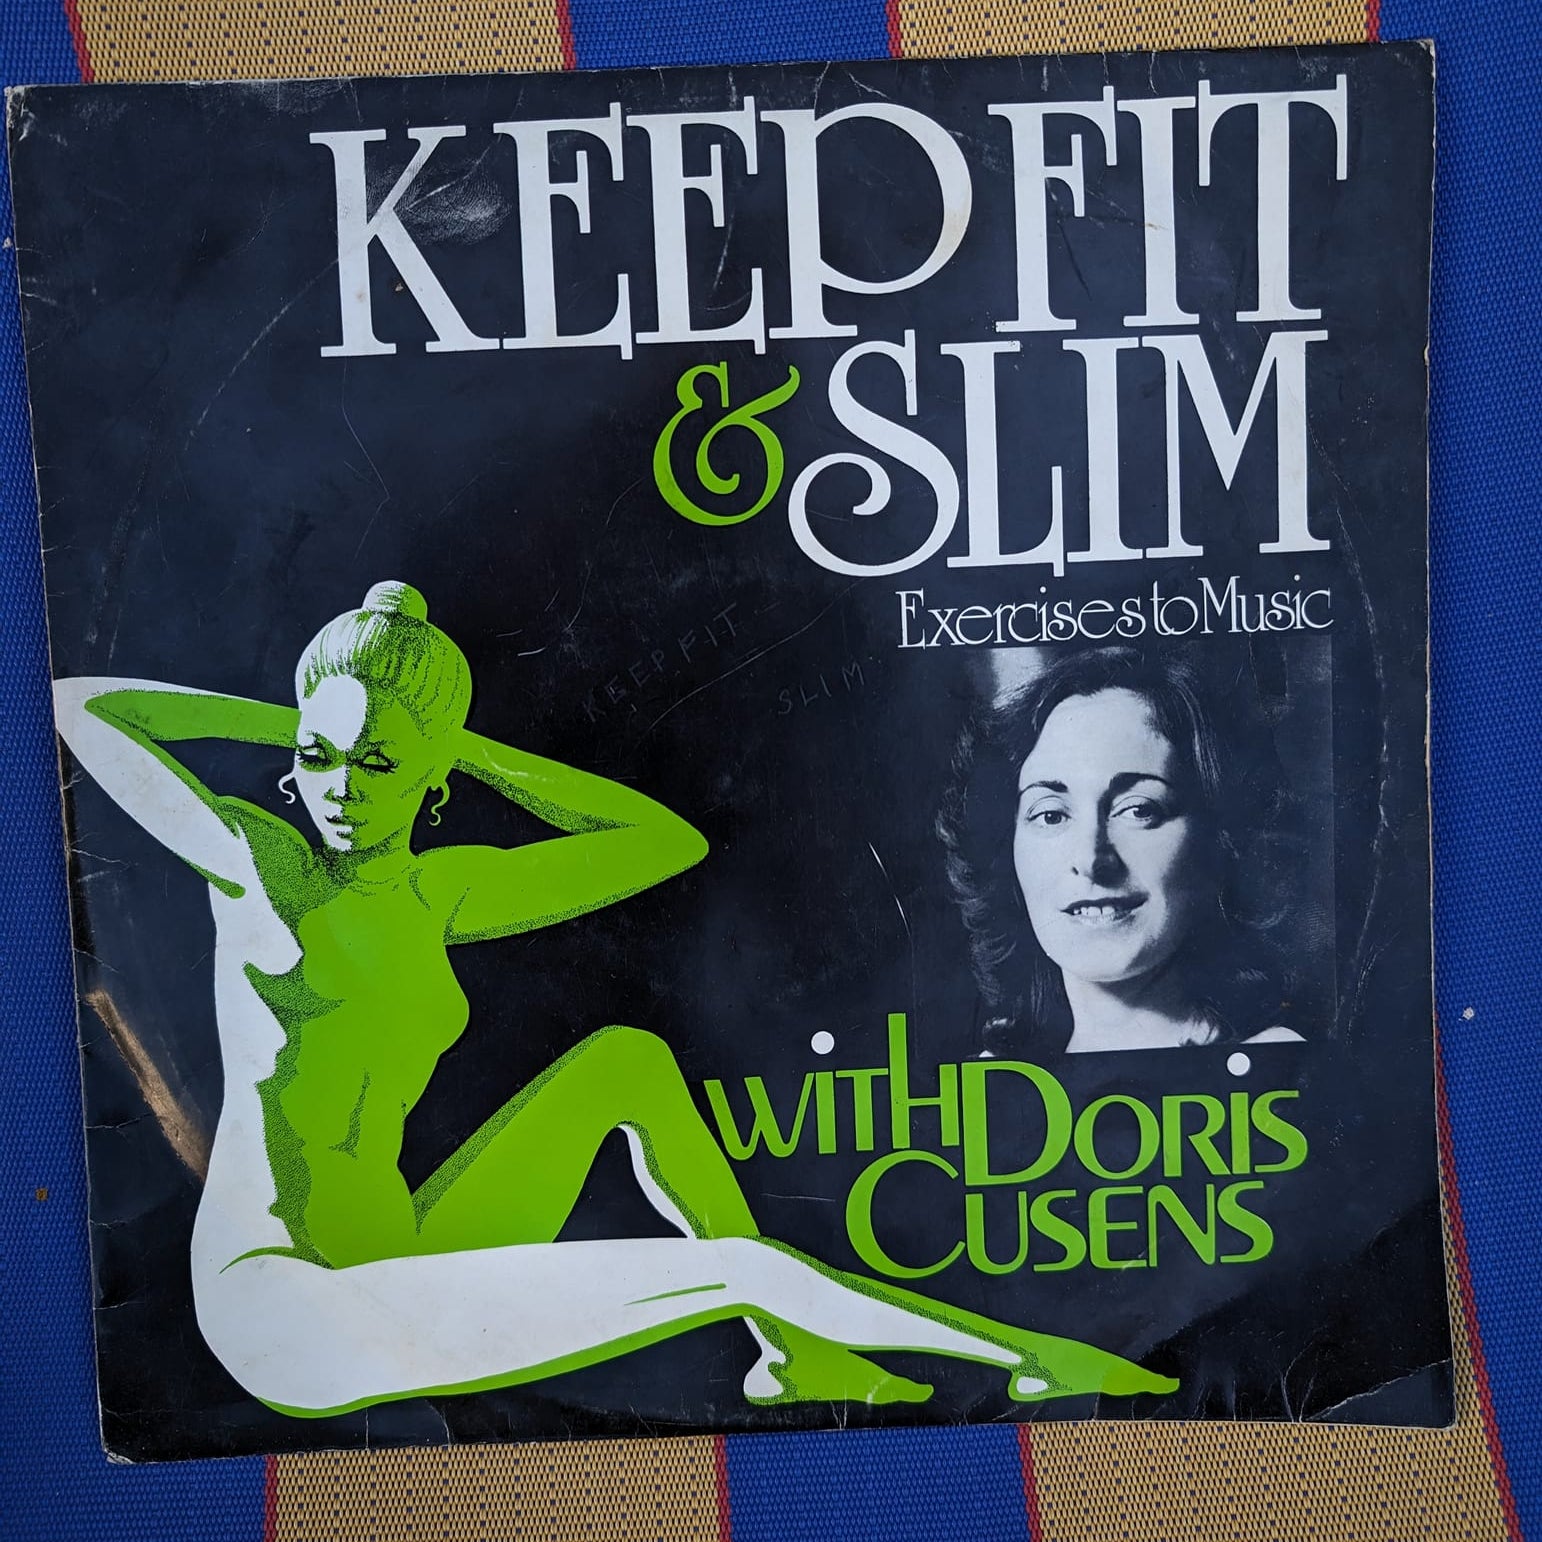 KEEP FIT
& SLIM
Exercises to Music
KEEP FIT
SLIM
WITH DORIS
CUSENS